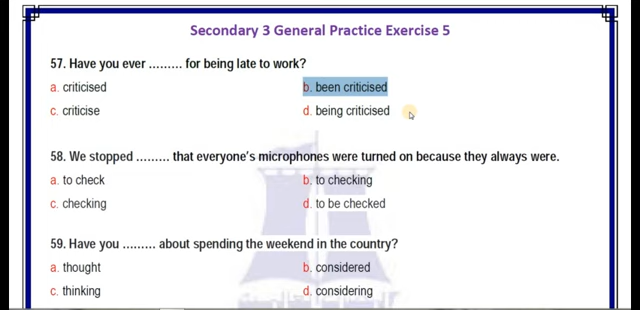 Secondary 3 General Practice Exercise 5
57. Have you ever ......... for being late to work?
a. criticised b. been criticised
c. criticise d. being criticised
58. We stopped ......... that everyone's microphones were turned on because they always were.
a. to check b. to checking
c. checking d. to be checked
59. Have you ......... about spending the weekend in the country?
a. thought b. considered
c. thinking d. considering